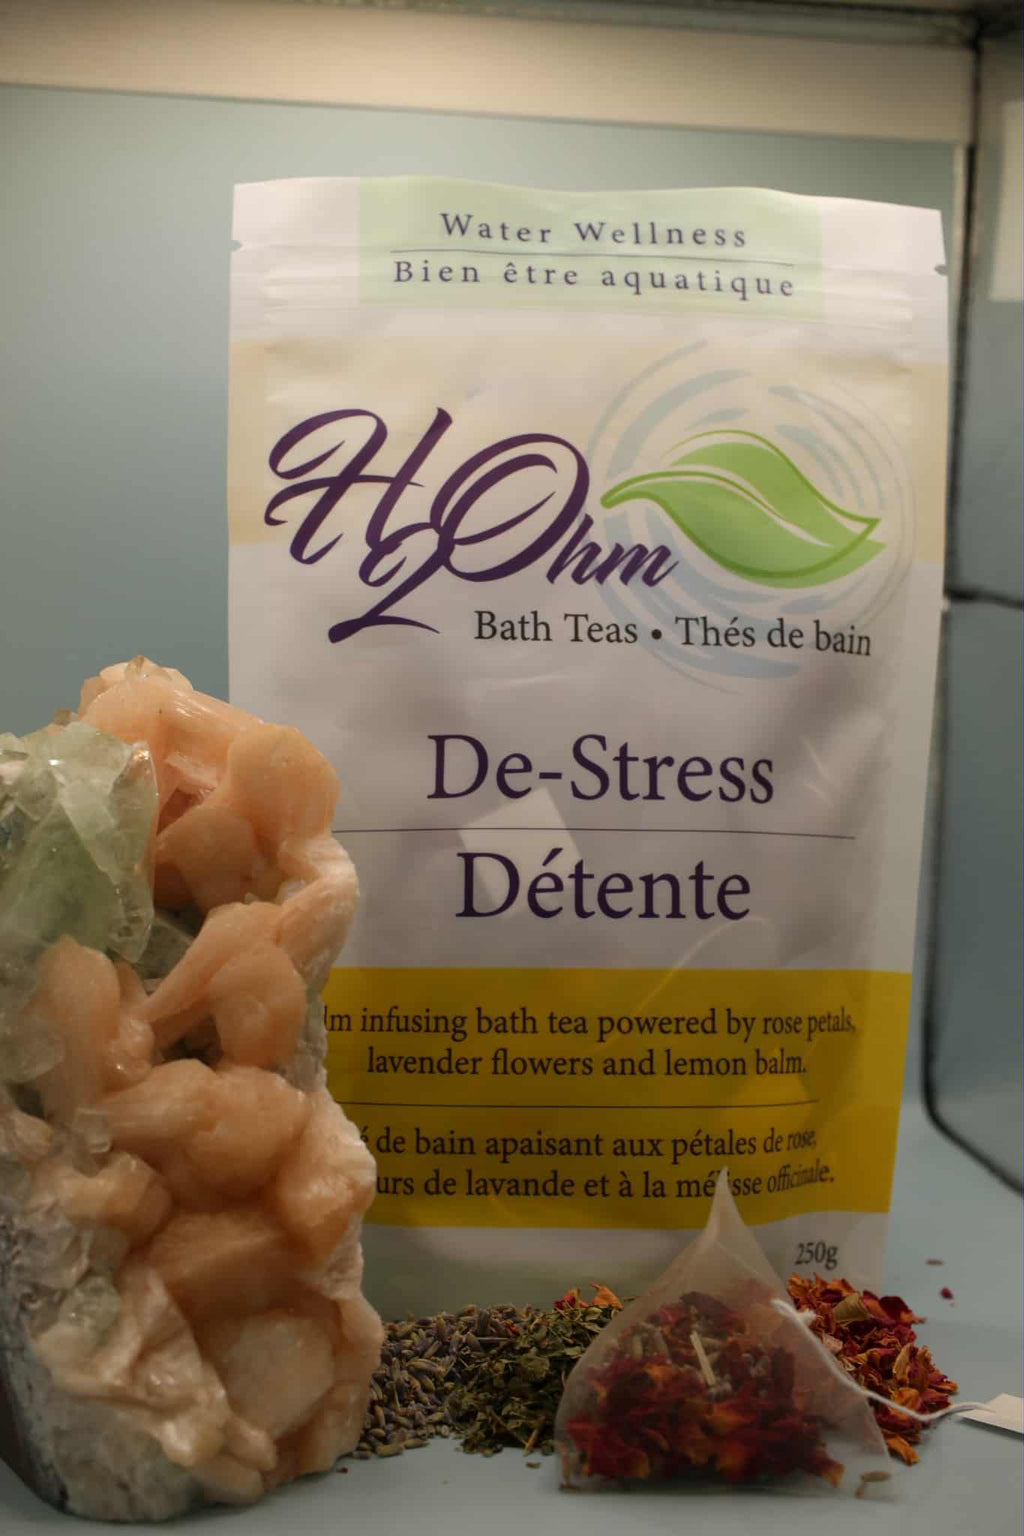 Water Wellness
Bien être aquatique
H2Ohm
Bath Teas • Thés de bain
De-Stress
Détente
infusing bath tea powered by rose petals,
lavender flowers and lemon balm.
de bain apaisant aux pétales de rose,
de lavande et à la mélisse officinale.
250g